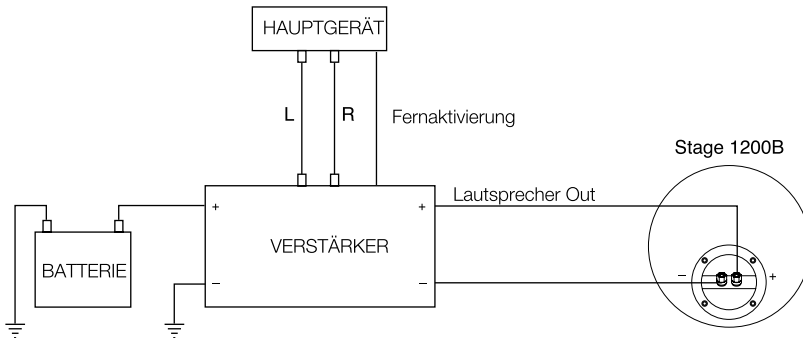 HAUPTGERÄT
L
R
Fernaktivierung
Stage 1200B
Lautsprecher Out
+
+
VERSTÄRKER
BATTERIE
–
–
–
+